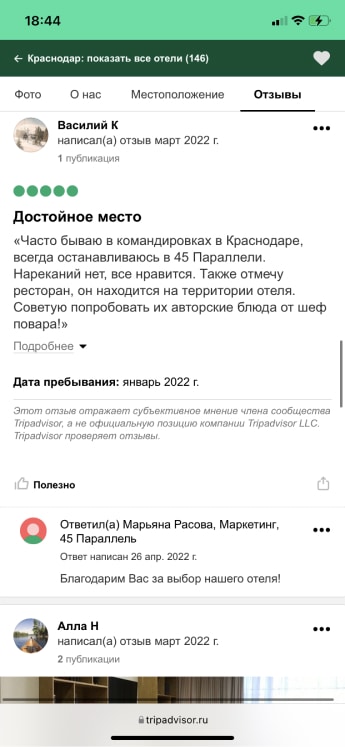 18:44
← Краснодар: показать все отели (146)
Фото О нас Местоположение Отзывы
Василий К
написал(а) отзыв март 2022 г.
1 публикация
Достойное место
«Часто бываю в командировках в Краснодаре,
всегда останавливаюсь в 45 Параллели.
Нареканий нет, все нравится. Также отмечу
ресторан, он находится на территории отеля.
Советую попробовать их авторские блюда от шеф
повара!»
Подробнее
Дата пребывания: январь 2022 г.
Этот отзыв отражает субъективное мнение члена сообщества
Tripadvisor, а не официальную позицию компании Tripadvisor LLC.
Tripadvisor проверяет отзывы.
Полезно
Ответил(а) Марьяна Расова, Маркетинг,
45 Параллель
Ответ написан 26 апр. 2022 г.
Благодарим Вас за выбор нашего отеля!
Алла Н
написал(а) отзыв март 2022 г.
2 публикации
tripadvisor.ru